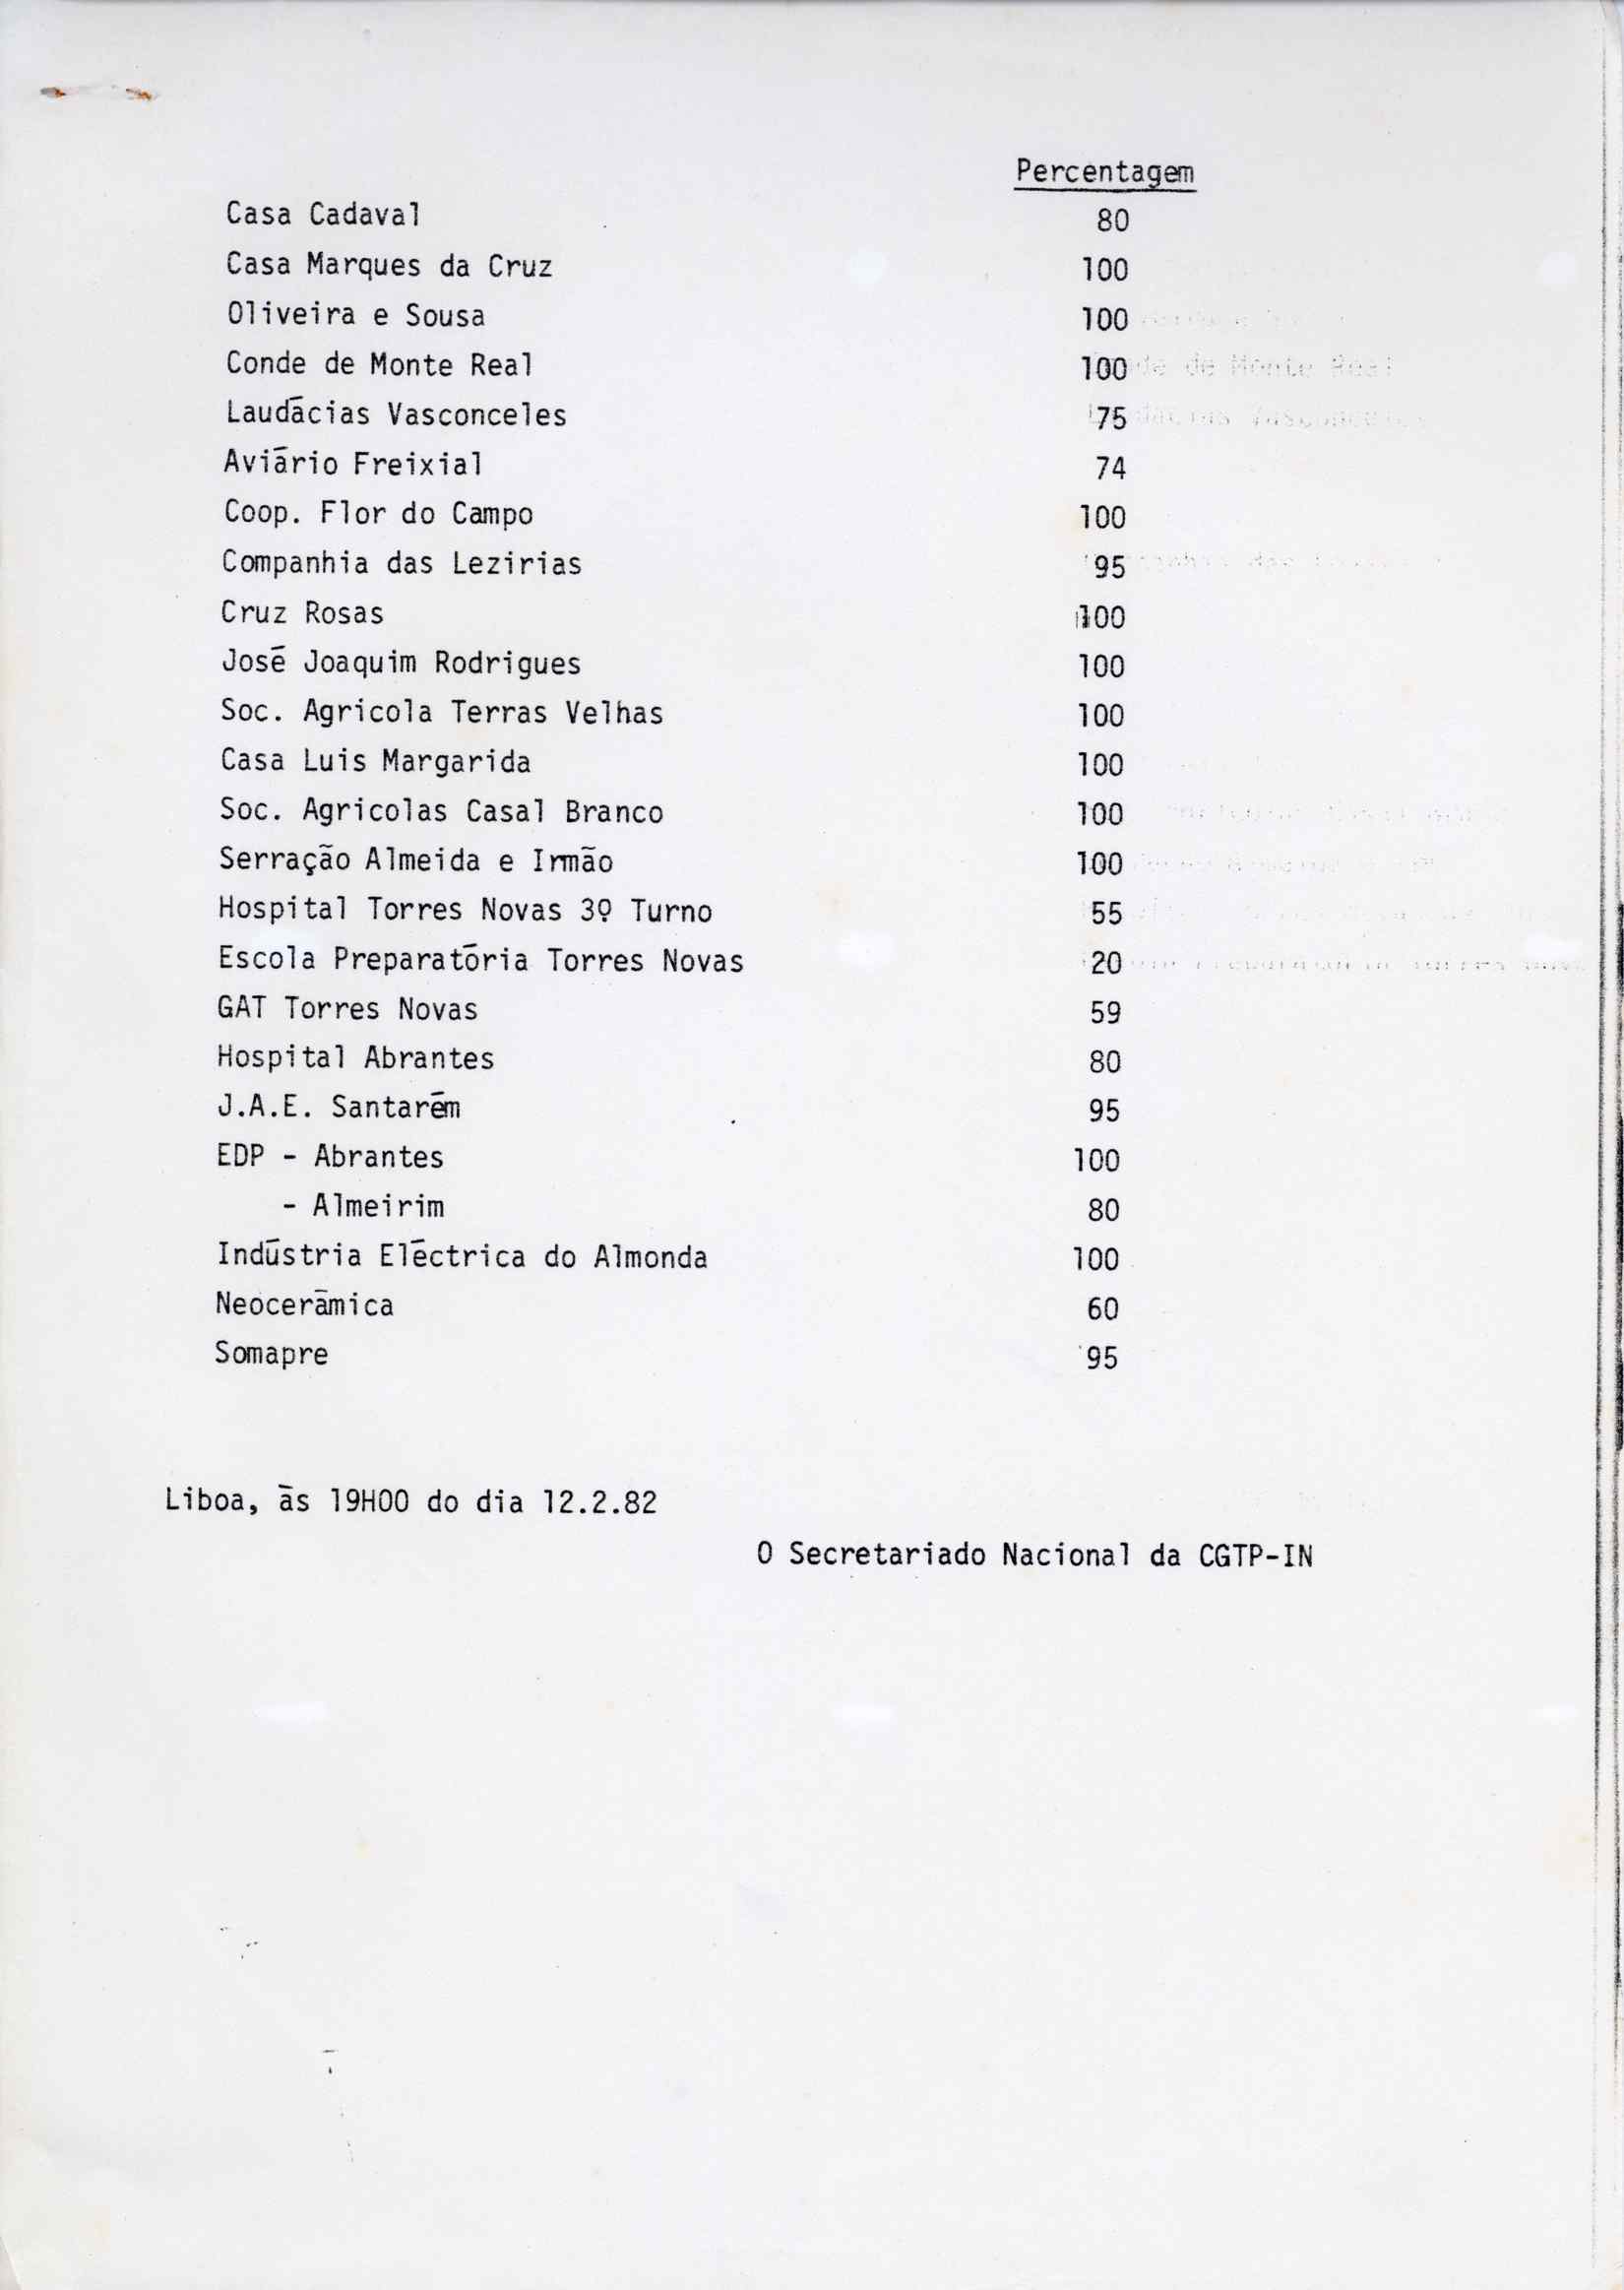 Percentagem
Casa Cadaval 80
Casa Marques da Cruz 100
Oliveira e Sousa 100
Conde de Monte Real 100
Laudácias Vasconceles 75
Aviário Freixial 74
Coop. Flor do Campo 100
Companhia das Lezirias 95
Cruz Rosas 100
José Joaquim Rodrigues 100
Soc. Agricola Terras Velhas 100
Casa Luis Margarida 100
Soc. Agricolas Casal Branco 100
Serração Almeida e Irmão 100
Hospital Torres Novas 3º Turno 55
Escola Preparatória Torres Novas 20
GAT Torres Novas 59
Hospital Abrantes 80
J.A.E. Santarém 95
EDP - Abrantes 100
- Almeirim 80
Indústria Eléctrica do Almonda 100
Neocerâmica 60
Somapre 95
Liboa, às 19H00 do dia 12.2.82
O Secretariado Nacional da CGTP-IN